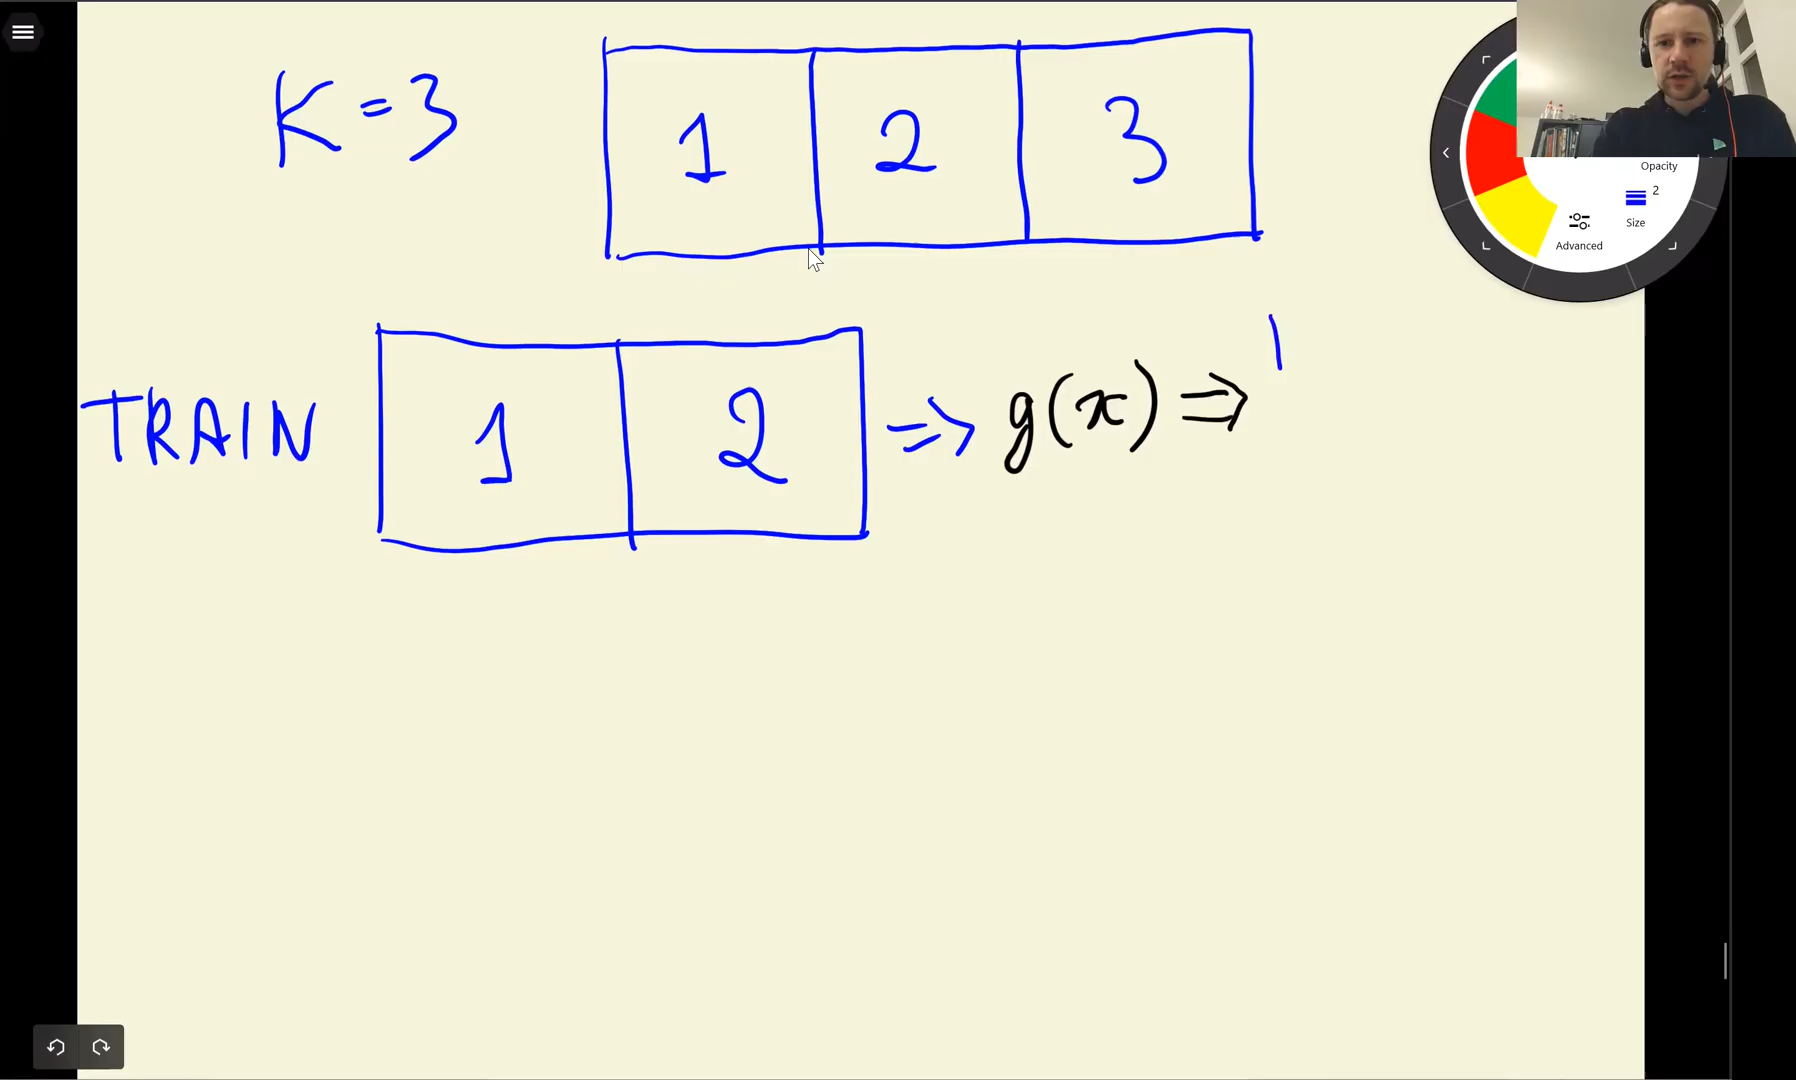 K = 3
1 2 3
TRAIN 1 2 => g(x) =>
Opacity
2
Size
Advanced